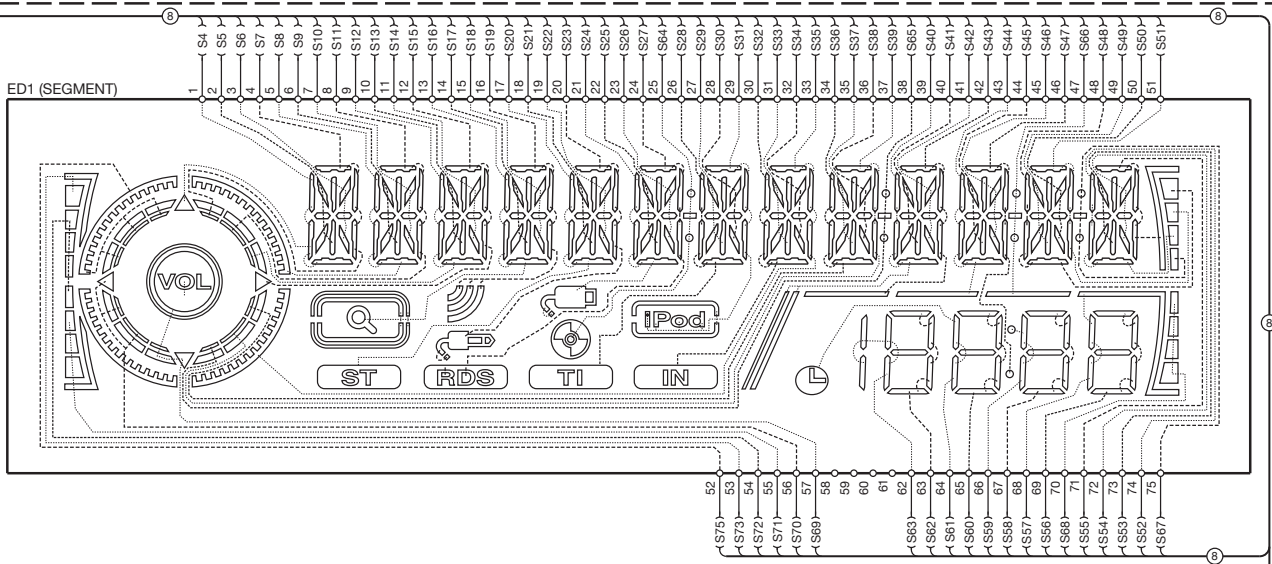 8 8
S4 S5 S6 S7 S8 S9 S10 S11 S12 S13 S14 S15 S16 S17 S18 S19 S20 S21 S22 S23 S24 S25 S26 S27 S64 S28 S29 S30 S31 S32 S33 S34 S35 S36 S37 S38 S39 S65 S40 S41 S42 S43 S44 S45 S46 S47 S66 S48 S49 S50 S51
ED1 (SEGMENT)
1 2 3 4 5 6 7 8 9 10 11 12 13 14 15 16 17 18 19 20 21 22 23 24 25 26 27 28 29 30 31 32 33 34 35 36 37 38 39 40 41 42 43 44 45 46 47 48 49 50 51
VOL
iPod
8
ST RDS TI IN
52 53 54 55 56 57 58 59 60 61 62 63 64 65 66 67 68 69 70 71 72 73 74 75
S75 S73 S72 S71 S70 S69 S63 S62 S61 S60 S59 S58 S57 S56 S68 S55 S54 S53 S52 S67
8